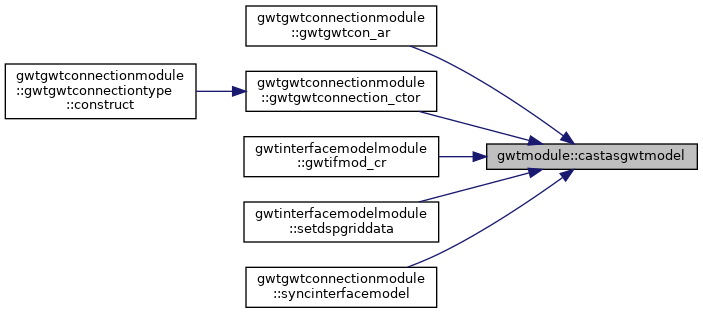 gwtgwtconnectionmodule
::gwtgwtcon_ar
gwtgwtconnectionmodule
::gwtgwtconnectiontype
::construct
gwtgwtconnectionmodule
::gwtgwtconnection_ctor
gwtinterfacemodelmodule
::gwtifmod_cr
gwtmodule::castasgwtmodel
gwtinterfacemodelmodule
::setdspgriddata
gwtgwtconnectionmodule
::syncinterfacemodel